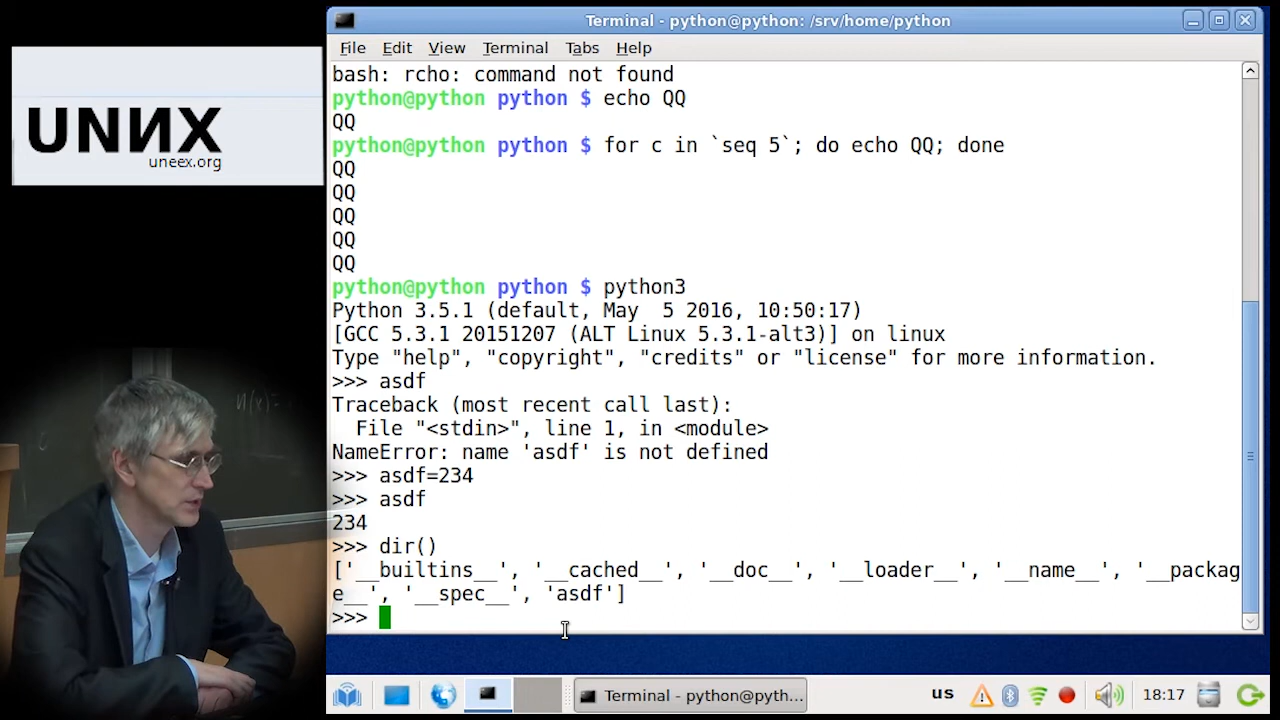 UNИX
uneex.org
Terminal - python@python: /srv/home/python
File Edit View Terminal Tabs Help
bash: rcho: command not found
python@python python $ echo QQ
QQ
python@python python $ for c in `seq 5`; do echo QQ; done
QQ
QQ
QQ
QQ
QQ
python@python python $ python3
Python 3.5.1 (default, May  5 2016, 10:50:17)
[GCC 5.3.1 20151207 (ALT Linux 5.3.1-alt3)] on linux
Type "help", "copyright", "credits" or "license" for more information.
>>> asdf
Traceback (most recent call last):
  File "<stdin>", line 1, in <module>
NameError: name 'asdf' is not defined
>>> asdf=234
>>> asdf
234
>>> dir()
['__builtins__', '__cached__', '__doc__', '__loader__', '__name__', '__packag
e__', '__spec__', 'asdf']
>>>
Terminal - python@pyth...
us
18:17